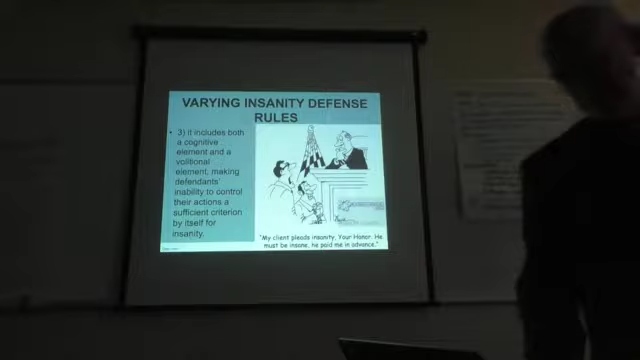 VARYING INSANITY DEFENSE
RULES
• 3) It includes both
a cognitive
element and a
volitional
element, making
defendants'
inability to control
their actions a
sufficient criterion
by itself for
insanity.
"My client pleads insanity, Your Honor. He
must be insane, he paid me in advance."